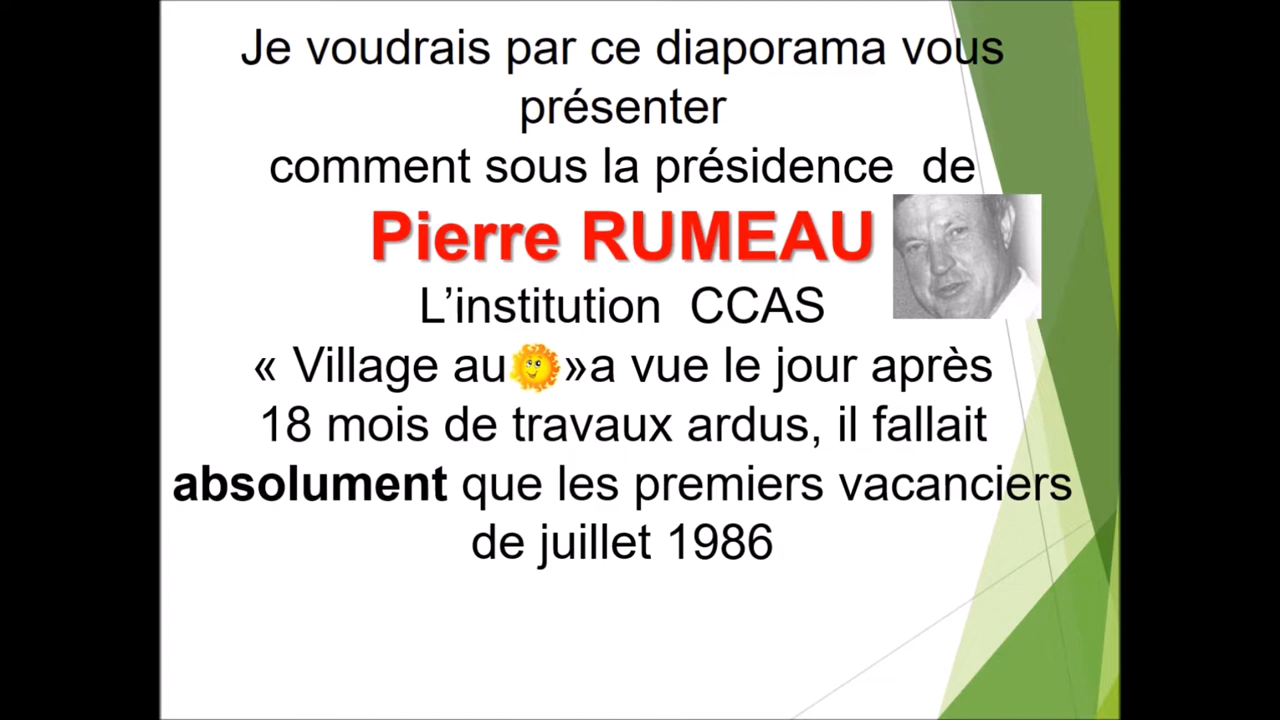 Je voudrais par ce diaporama vous
présenter
comment sous la présidence de
Pierre RUMEAU
L’institution CCAS
« Village au »a vue le jour après
18 mois de travaux ardus, il fallait
absolument que les premiers vacanciers
de juillet 1986